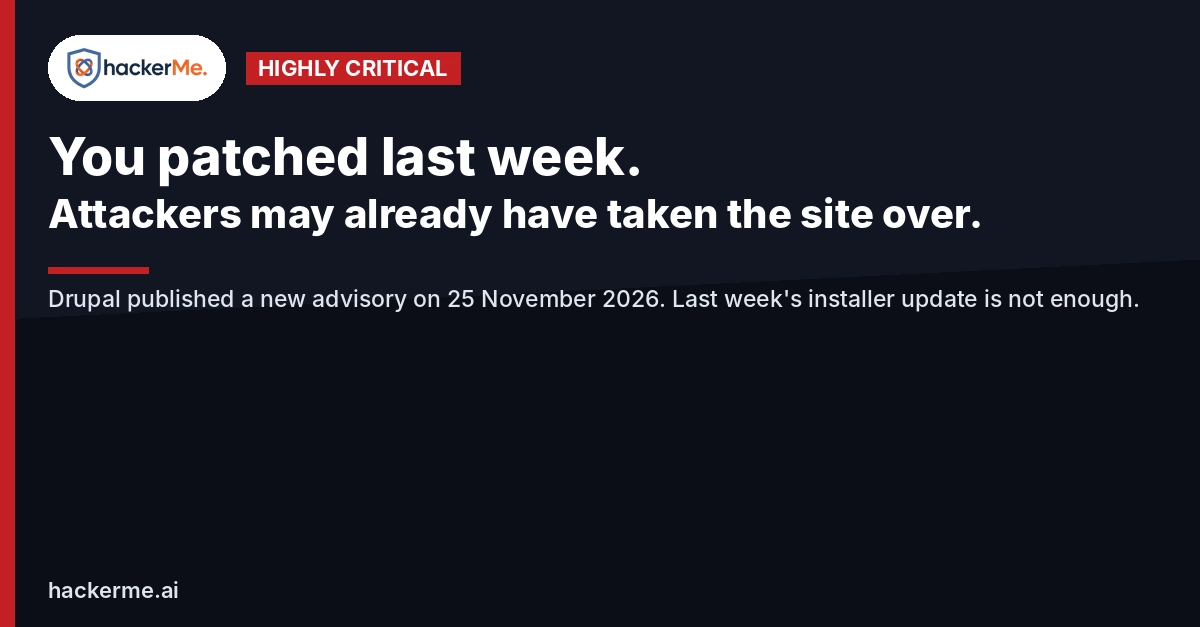 hackerMe.
HIGHLY CRITICAL
You patched last week.
Attackers may already have taken the site over.
Drupal published a new advisory on 25 November 2026. Last week's installer update is not enough.
hackerme.ai